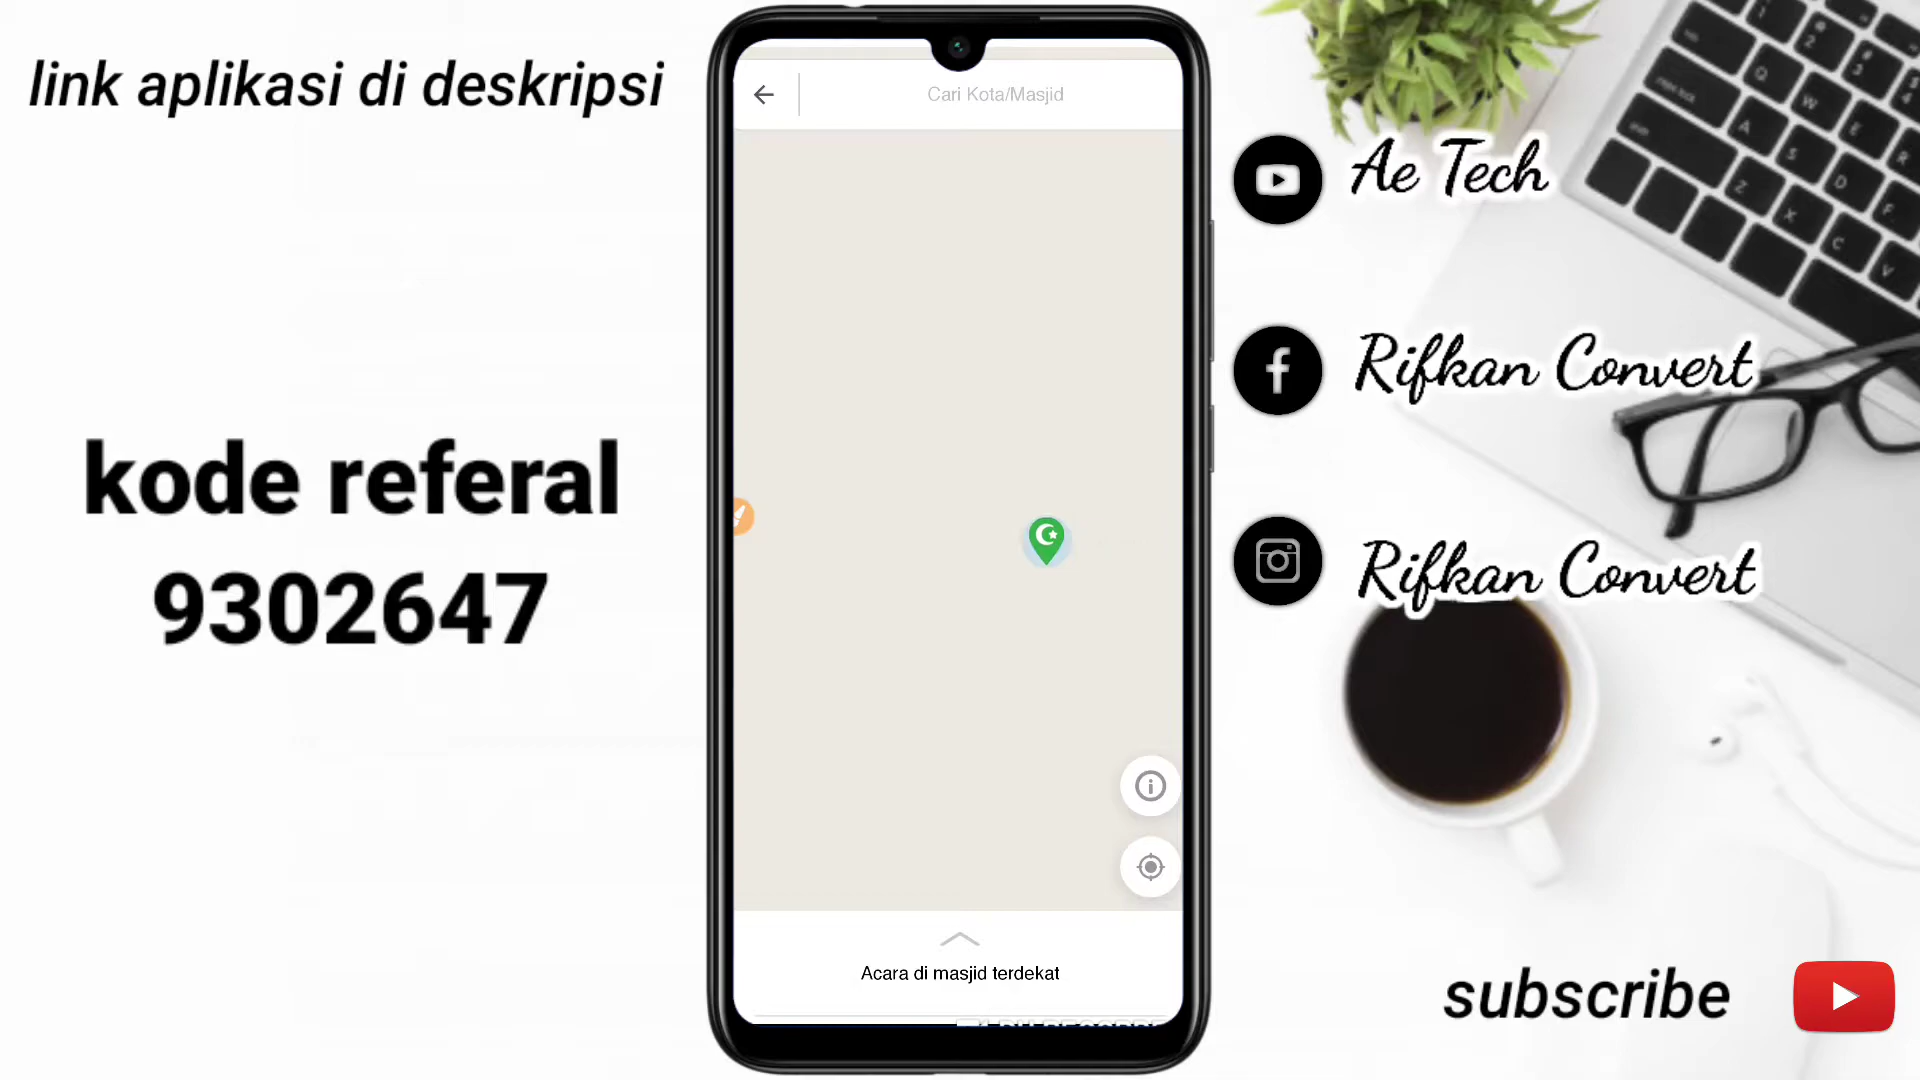 link aplikasi di deskripsi
kode referal
9302647
Cari Kota/Masjid
Acara di masjid terdekat
Ae Tech
Rifkan Convert
Rifkan Convert
subscribe